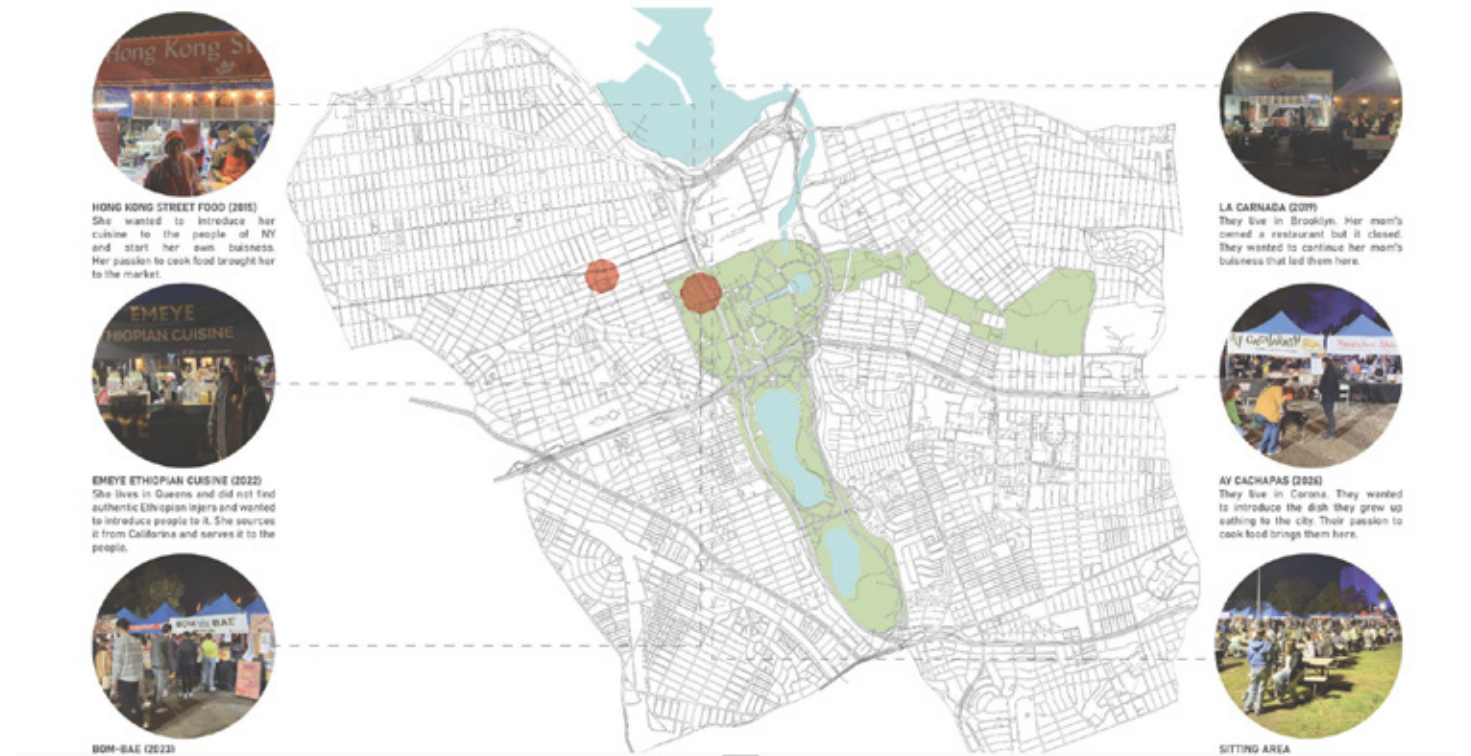 Hong Kong St
HONG KONG STREET FOOD (2015)
She wanted to introduce her
cuisine to the people of NY
and start her own buisness.
Her passion to cook food brought her
to the market.
EMEYE
HIOPIAN CUISINE
EMEYE ETHIOPIAN CUISINE (2022)
She lives in Queens and did not find
authentic Ethiopian injera and wanted
to introduce people to it. She sources
it from California and serves it to the
people.
BOM BAE
BOM-BAE (2023)
LA CARNADA (2019)
They live in Brooklyn. Her mom's
owned a restaurant but it closed.
They wanted to continue her mom's
buisness that led them here.
AY CACHAPAS (2026)
They live in Corona. They wanted
to introduce the dish they grew up
eathing to the city. Their passion to
cook food brings them here.
SITTING AREA